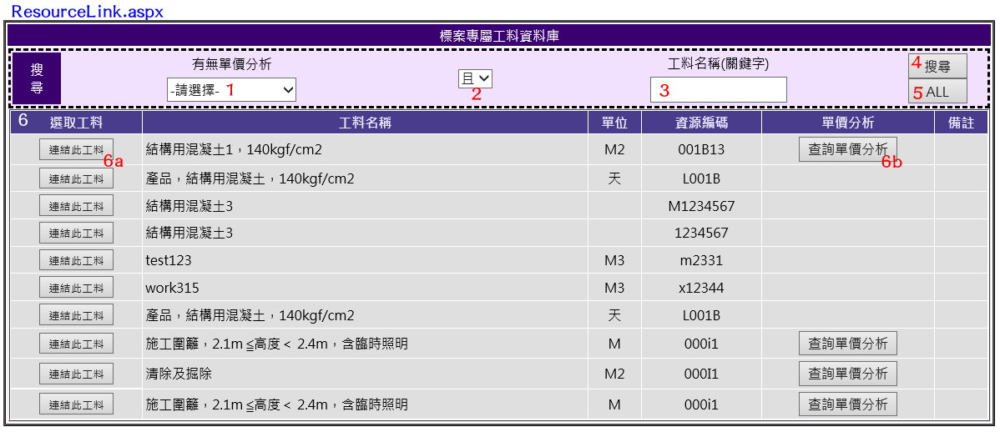 ResourceLink.aspx
標案專屬工料資料庫
搜尋
有無單價分析
-請選擇- 1
且
2
工料名稱(關鍵字)
3
4 搜尋
5 ALL
6 選取工料 工料名稱 單位 資源編碼 單價分析 備註
連結此工料 6a 結構用混凝土1，140kgf/cm2 M2 001B13 查詢單價分析 6b
連結此工料 產品，結構用混凝土，140kgf/cm2 天 L001B
連結此工料 結構用混凝土3 M1234567
連結此工料 結構用混凝土3 1234567
連結此工料 test123 M3 m2331
連結此工料 work315 M3 x12344
連結此工料 產品，結構用混凝土，140kgf/cm2 天 L001B
連結此工料 施工圍籬，2.1m ≦高度< 2.4m，含臨時照明 M 000i1 查詢單價分析
連結此工料 清除及掘除 M2 000I1 查詢單價分析
連結此工料 施工圍籬，2.1m ≦高度< 2.4m，含臨時照明 M 000i1 查詢單價分析